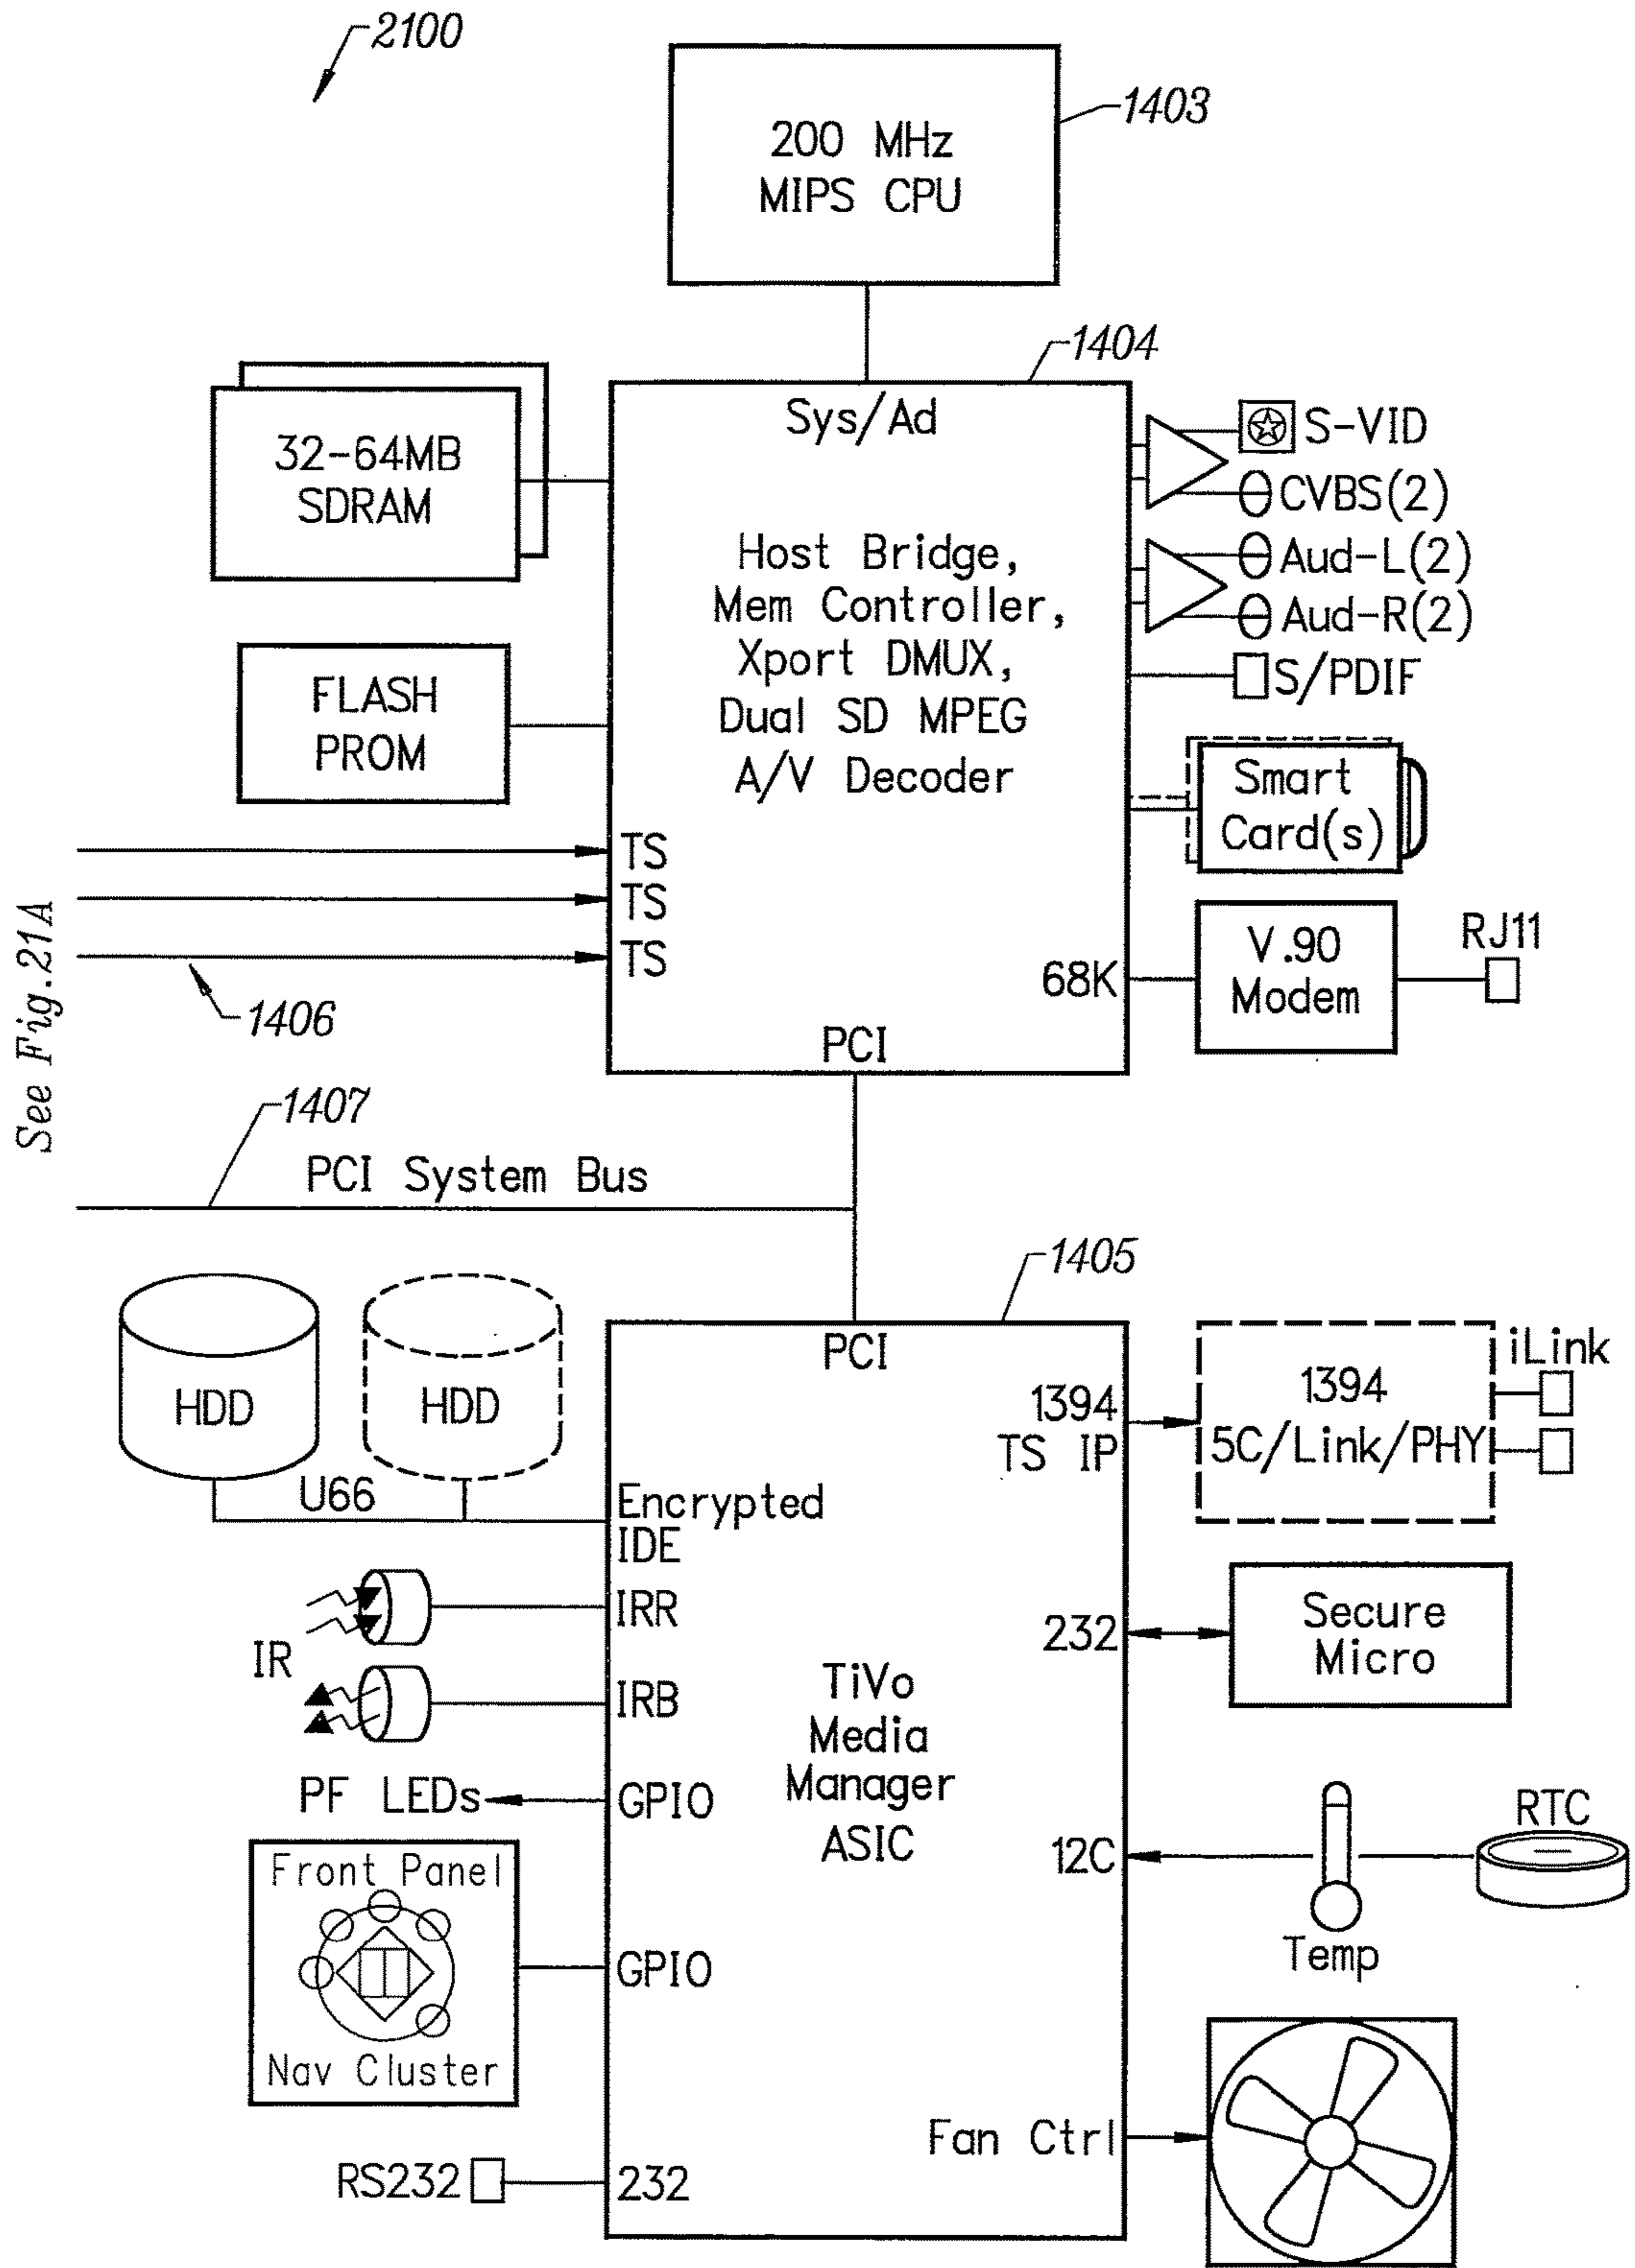 2100
1403
200 MHz
MIPS CPU
1404
Sys/Ad
32-64MB
SDRAM
Host Bridge,
Mem Controller,
Xport DMUX,
Dual SD MPEG
A/V Decoder
S-VID
CVBS(2)
Aud-L(2)
Aud-R(2)
S/PDIF
FLASH
PROM
Smart
Card(s)
TS
TS
TS
1406
See Fig.21A
68K
V.90
Modem
RJ11
PCI
1407
PCI System Bus
1405
HDD
HDD
U66
PCI
1394
TS IP
1394
5C/Link/PHY
iLink
Encrypted
IDE
IRR
IR
IRB
232
Secure
Micro
TiVo
Media
Manager
ASIC
PF LEDs
GPIO
12C
RTC
Temp
Front Panel
Nav Cluster
GPIO
Fan Ctrl
RS232
232